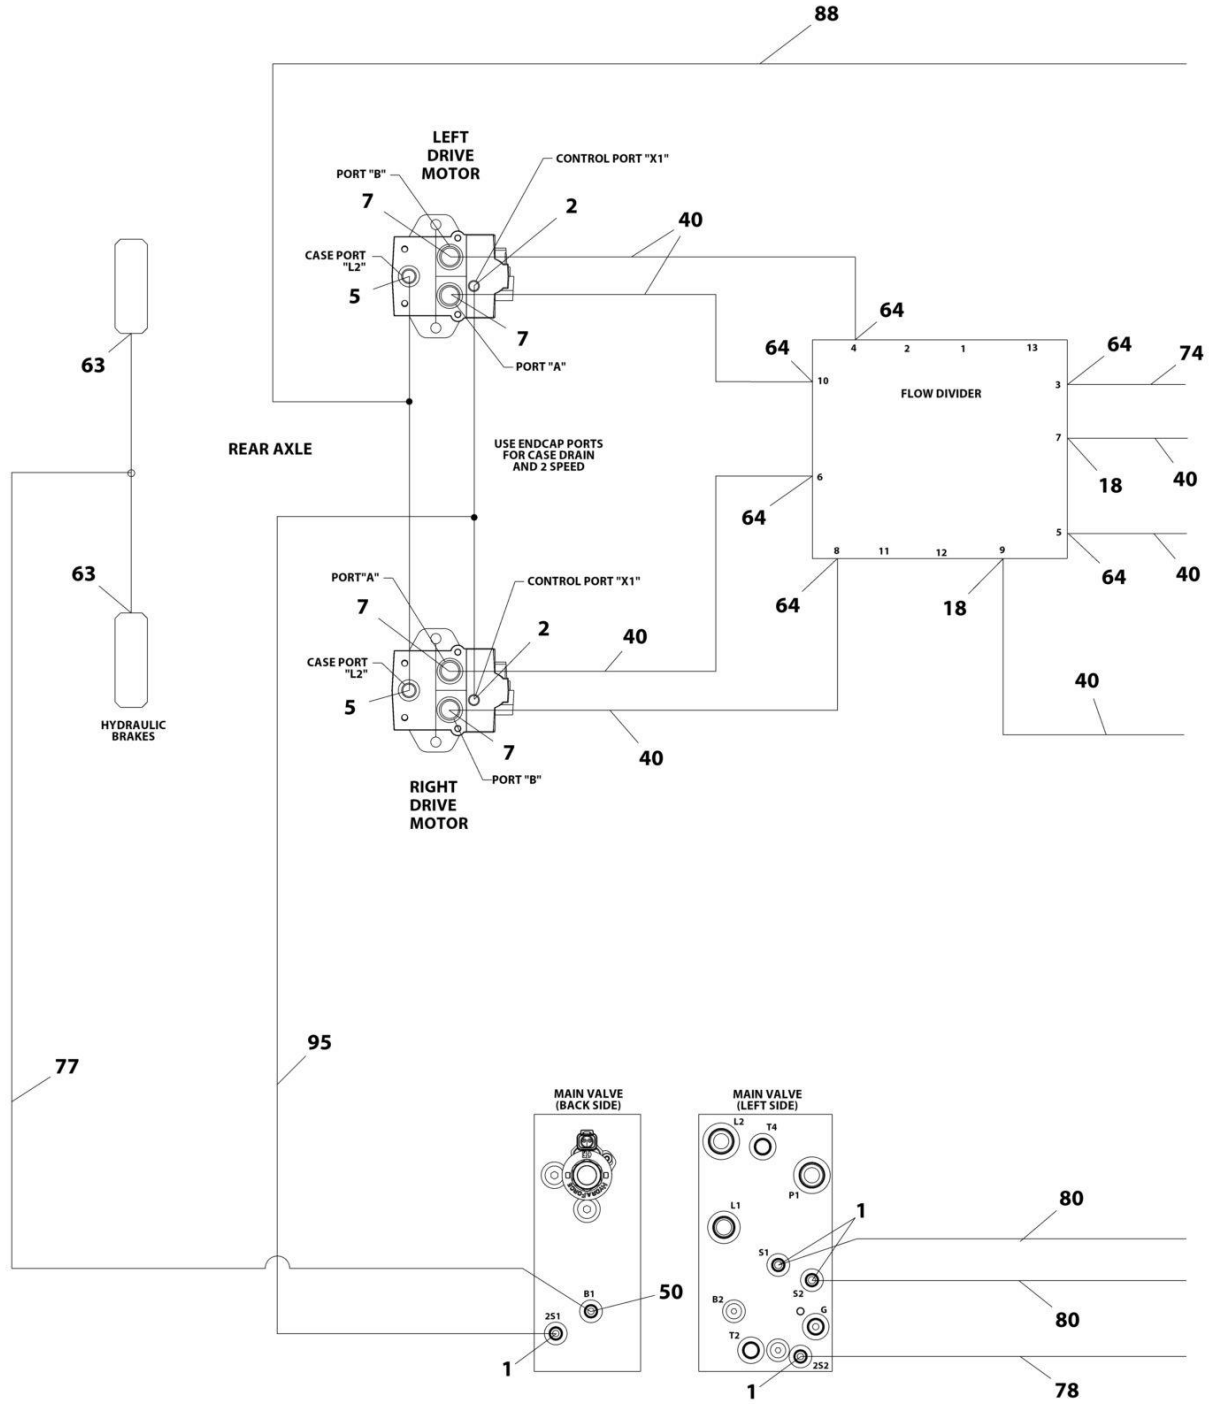 88
LEFT
DRIVE
MOTOR
CONTROL PORT "X1"
PORT "B"
7
2
40
CASE PORT
"L2"
5
7
PORT "A"
64
64
4
2
1
13
64
74
10
3
FLOW DIVIDER
63
REAR AXLE
USE ENDCAP PORTS
FOR CASE DRAIN
AND 2 SPEED
7
18
40
6
64
5
64
40
8
11
12
9
64
18
63
PORT"A"
7
CONTROL PORT "X1"
2
40
CASE PORT
"L2"
5
7
40
40
PORT "B"
HYDRAULIC
BRAKES
RIGHT
DRIVE
MOTOR
77
95
MAIN VALVE
(BACK SIDE)
MAIN VALVE
(LEFT SIDE)
L2
T4
P1
L1
1
80
S1
S2
80
B1
50
2S1
1
B2
G
T2
2S2
1
78